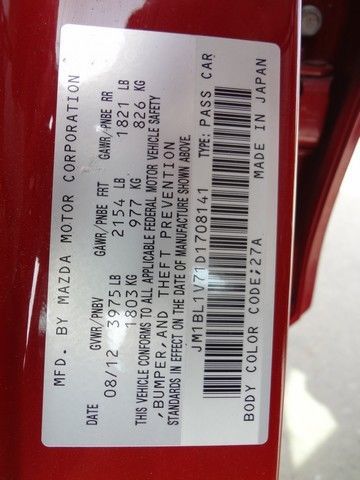 MFD. BY MAZDA MOTOR CORPORATION
DATE GVWR/PNBV GAWR/PNBE FRT GAWR/PNBE RR
08/12 3975 LB 2154 LB 1821 LB
1803 KG 977 KG 826 KG
THIS VEHICLE CONFORMS TO ALL APPLICABLE FEDERAL MOTOR VEHICLE SAFETY
,BUMPER,AND THEFT PREVENTION
STANDARDS IN EFFECT ON THE DATE OF MANUFACTURE SHOWN ABOVE.
JM1BL1V71D1708141 TYPE: PASS CAR
BODY COLOR CODE;27A MADE IN JAPAN